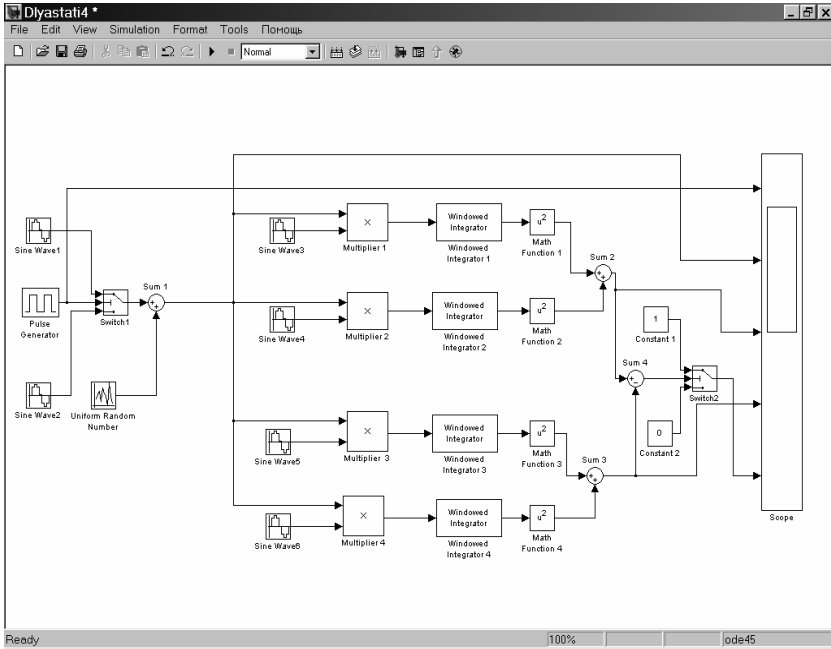 Dlyastati4 *
File Edit View Simulation Format Tools Помощь
Normal
Sine Wave1
Pulse
Generator
Sine Wave2
Switch1
Sum 1
Uniform Random
Number
Sine Wave3
×
Multiplier 1
Windowed
Integrator
Windowed
Integrator 1
u²
Math
Function 1
Sum 2
Sine Wave4
×
Multiplier 2
Windowed
Integrator
Windowed
Integrator 2
u²
Math
Function 2
1
Constant 1
Sum 4
Switch2
0
Constant 2
Sine Wave5
×
Multiplier 3
Windowed
Integrator
Windowed
Integrator 3
u²
Math
Function 3
Sum 3
Sine Wave6
×
Multiplier 4
Windowed
Integrator
Windowed
Integrator 4
u²
Math
Function 4
Scope
Ready 100% ode45